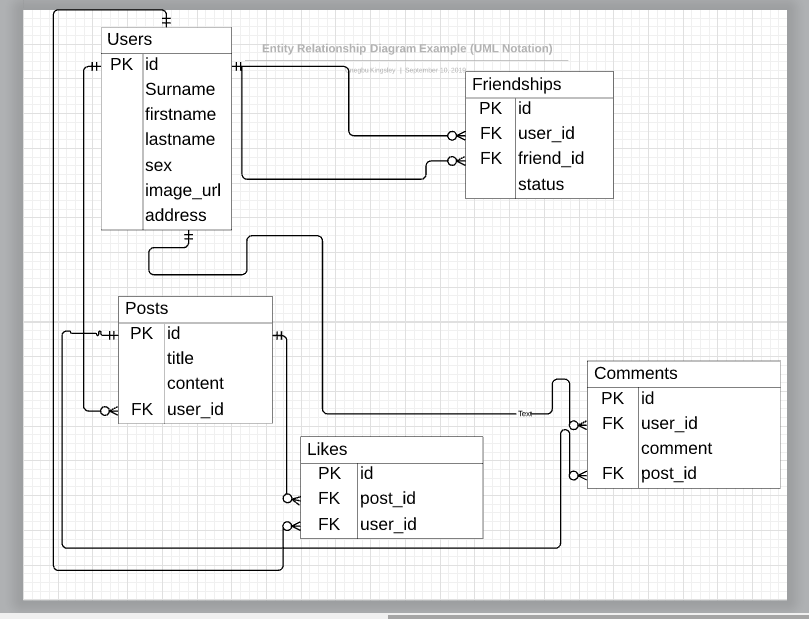 Entity Relationship Diagram Example (UML Notation)
Kingsley | September 10, 2019
Users
PK id
Surname
firstname
lastname
sex
image_url
address
Friendships
PK id
FK user_id
FK friend_id
status
Posts
PK id
title
content
FK user_id
Text
Comments
PK id
FK user_id
comment
FK post_id
Likes
PK id
FK post_id
FK user_id